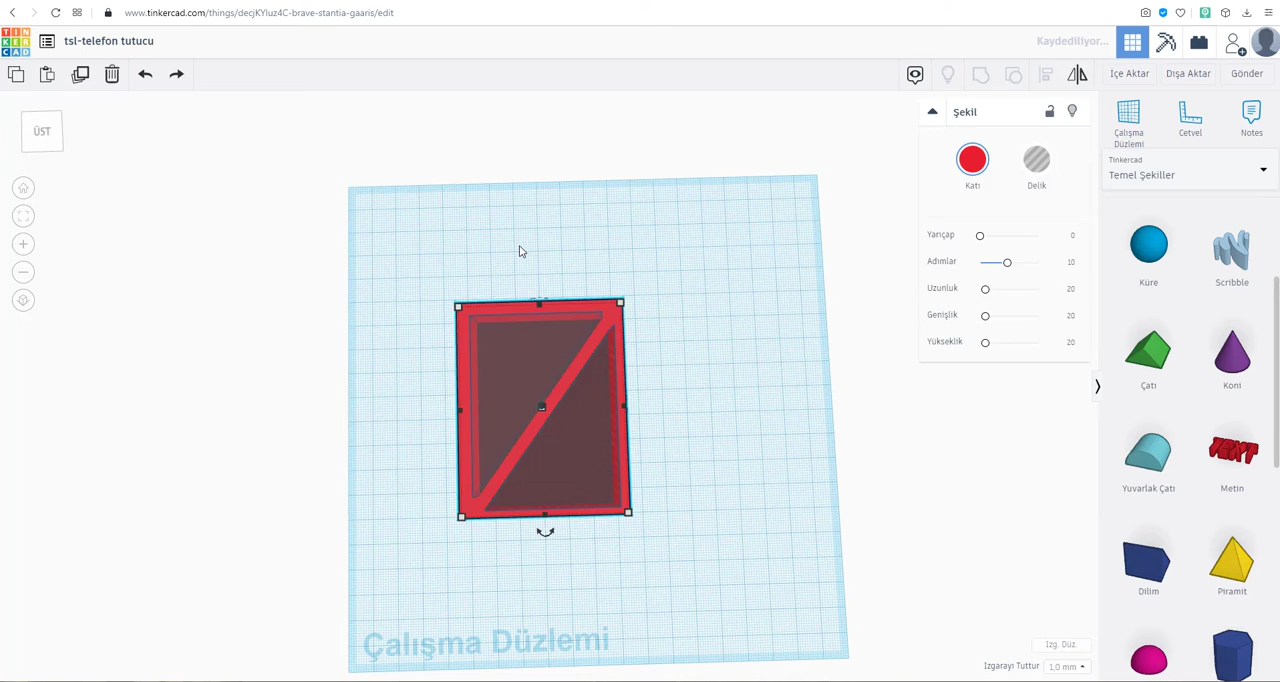 www.tinkercad.com/things/decjKYluz4C-brave-stantia-gaaris/edit
TIN
KER
CAD
tsl-telefon tutucu
Kaydediliyor...
İçe Aktar
Dışa Aktar
Gönder
ÜST
Şekil
Katı
Delik
Yarıçap 0
Adımlar 10
Uzunluk 20
Genişlik 20
Yükseklik 20
Çalışma
Düzlemi
Cetvel
Notes
Tinkercad
Temel Şekiller
Küre
Scribble
Çatı
Koni
TEXT
Yuvarlak Çatı
Metin
Dilim
Piramit
Çalışma Düzlemi
Izg. Düz.
Izgarayı Tuttur 1,0 mm